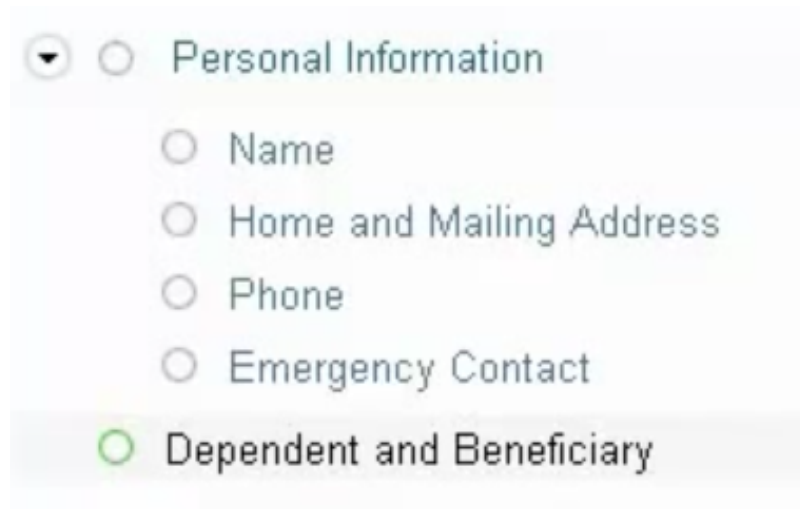 Personal Information
Name
Home and Mailing Address
Phone
Emergency Contact
Dependent and Beneficiary